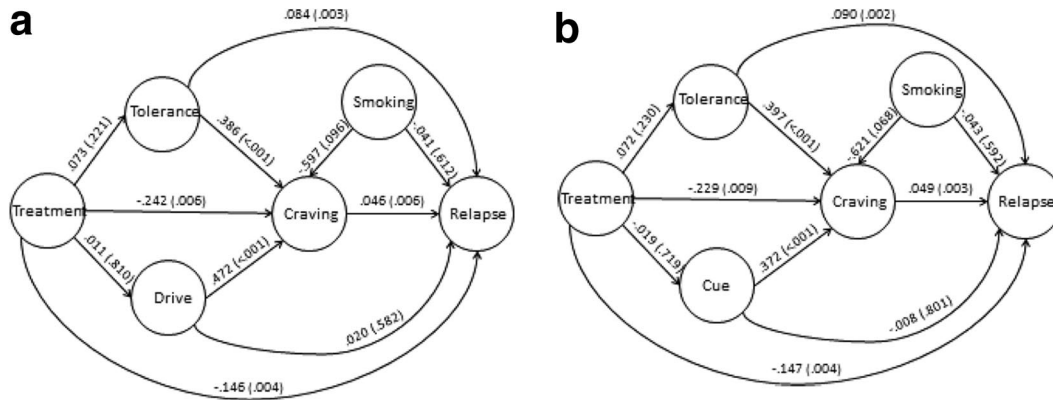 a
.084 (.003)
Tolerance
Smoking
.073 (.221)
.386 (<.001)
-.597 (.096)
-.041 (.612)
Treatment
-.242 (.006)
Craving
.046 (.006)
Relapse
.011 (.810)
.472 (<.001)
Drive
.020 (.582)
-.146 (.004)
b
.090 (.002)
Tolerance
Smoking
.072 (.230)
.397 (<.001)
-.621 (.068)
-.043 (.592)
Treatment
-.229 (.009)
Craving
.049 (.003)
Relapse
-.019 (.719)
.372 (<.001)
Cue
-.008 (.801)
-.147 (.004)